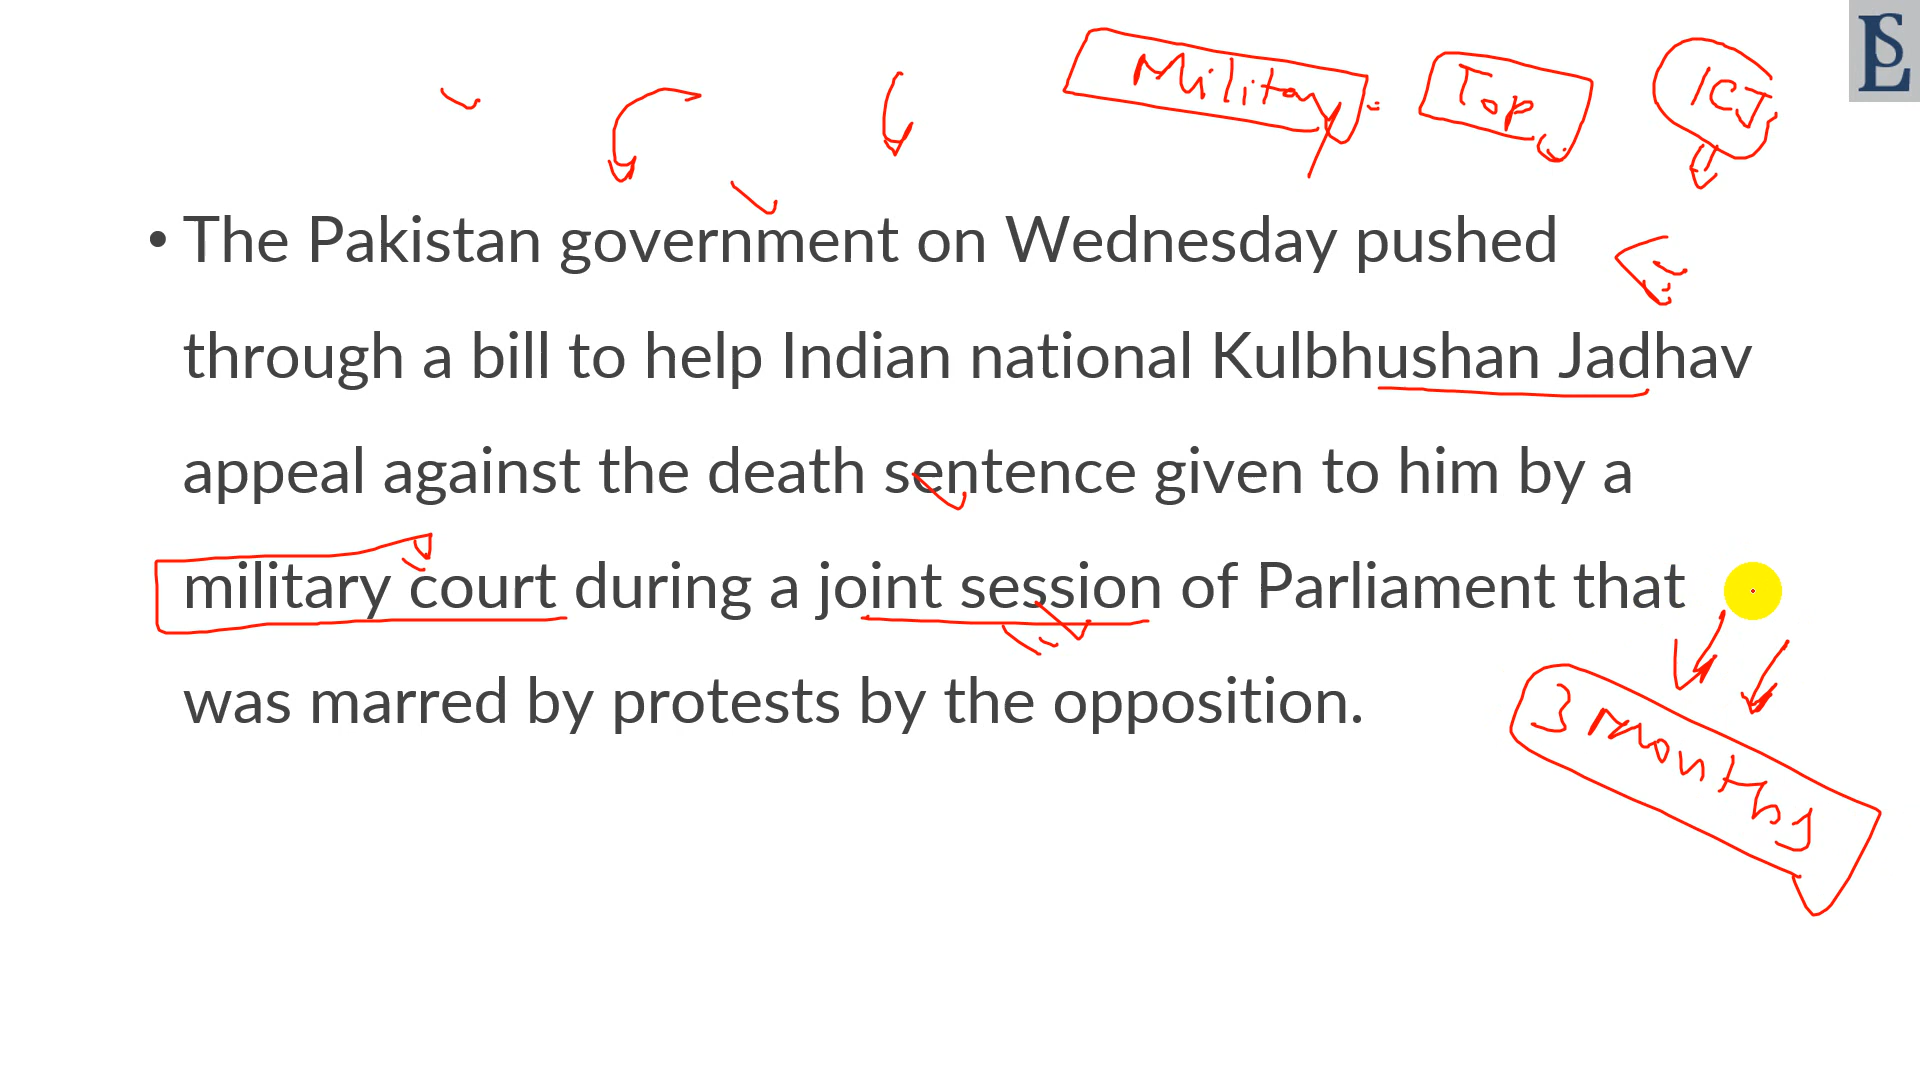 Military
Top
ICJ
LS
• The Pakistan government on Wednesday pushed
through a bill to help Indian national Kulbhushan Jadhav
appeal against the death sentence given to him by a
military court during a joint session of Parliament that
was marred by protests by the opposition.
3 months